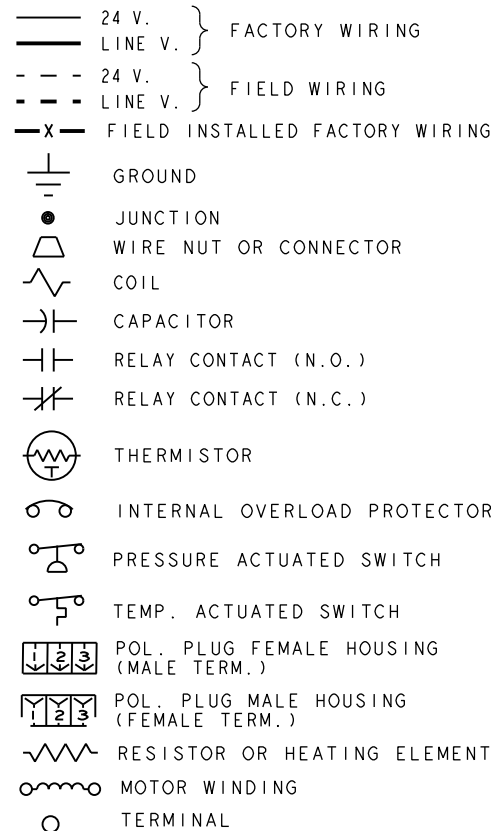 24 V.
LINE V.
FACTORY WIRING
24 V.
LINE V.
FIELD WIRING
X
FIELD INSTALLED FACTORY WIRING
GROUND
JUNCTION
WIRE NUT OR CONNECTOR
COIL
CAPACITOR
RELAY CONTACT (N.O.)
RELAY CONTACT (N.C.)
T
THERMISTOR
INTERNAL OVERLOAD PROTECTOR
PRESSURE ACTUATED SWITCH
TEMP. ACTUATED SWITCH
1 2 3
POL. PLUG FEMALE HOUSING
(MALE TERM.)
1 2 3
POL. PLUG MALE HOUSING
(FEMALE TERM.)
RESISTOR OR HEATING ELEMENT
MOTOR WINDING
TERMINAL